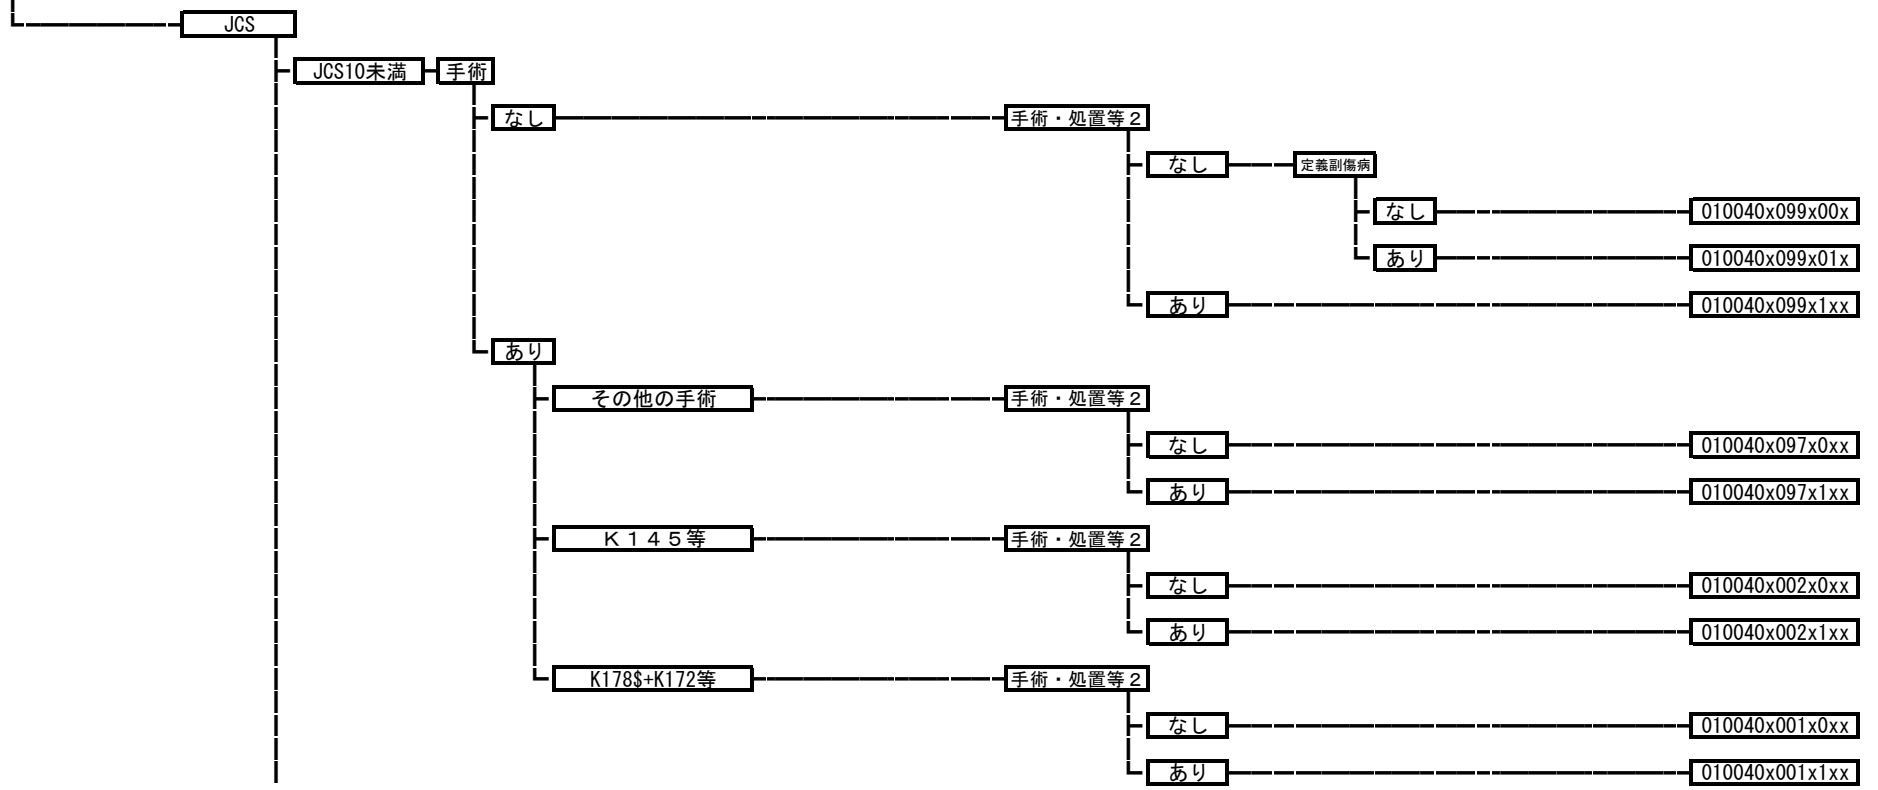 JCS
JCS10未満 手術
なし 手術・処置等２
なし 定義副傷病
なし 010040x099x00x
あり 010040x099x01x
あり 010040x099x1xx
あり
その他の手術 手術・処置等２
なし 010040x097x0xx
あり 010040x097x1xx
Ｋ１４５等 手術・処置等２
なし 010040x002x0xx
あり 010040x002x1xx
K178$+K172等 手術・処置等２
なし 010040x001x0xx
あり 010040x001x1xx